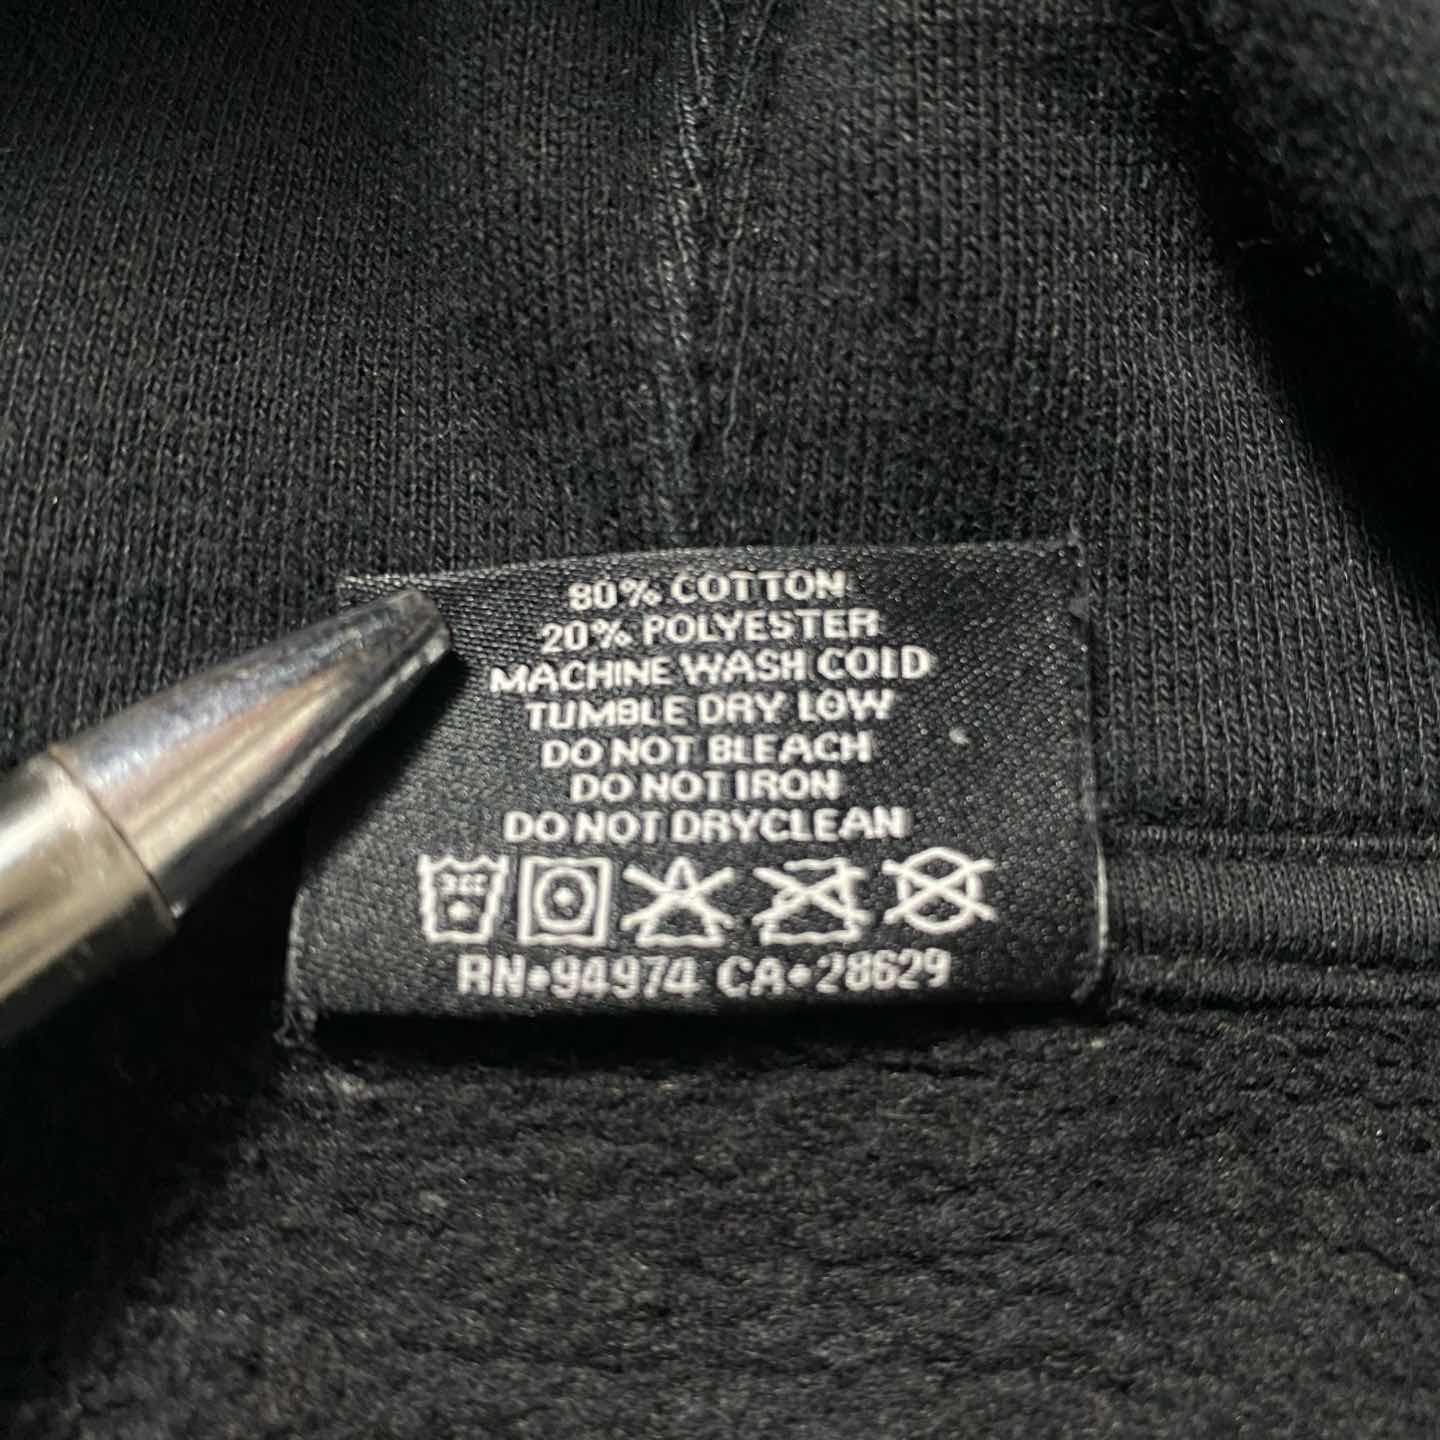 80% COTTON
20% POLYESTER
MACHINE WASH COLD
TUMBLE DRY LOW
DO NOT BLEACH
DO NOT IRON
DO NOT DRYCLEAN
RN•94974 CA•28629